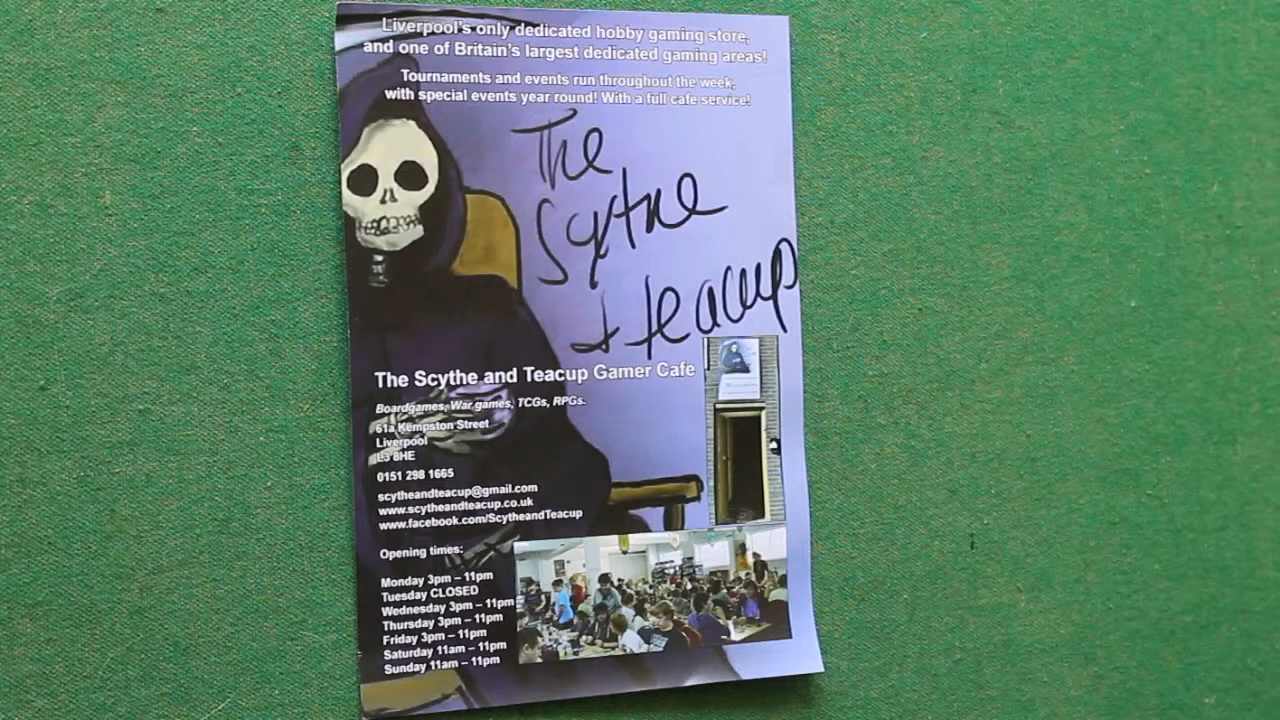 Liverpool's only dedicated hobby gaming store,
and one of Britain's largest dedicated gaming areas!
Tournaments and events run throughout the week,
with special events year round! With a full cafe service!
The
Scythe
+ teacup
The Scythe and Teacup Gamer Cafe
Boardgames, War games, TCGs, RPGs.
61a Kempston Street
Liverpool
L3 8HE
0151 298 1665
scytheandteacup@gmail.com
www.scytheandteacup.co.uk
www.facebook.com/ScytheandTeacup
Opening times:
Monday 3pm – 11pm
Tuesday CLOSED
Wednesday 3pm – 11pm
Thursday 3pm – 11pm
Friday 3pm – 11pm
Saturday 11am – 11pm
Sunday 11am – 11pm